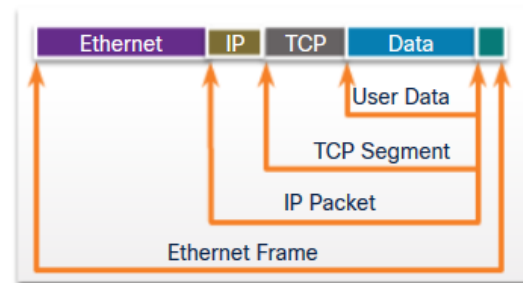 Ethernet IP TCP Data
User Data
TCP Segment
IP Packet
Ethernet Frame